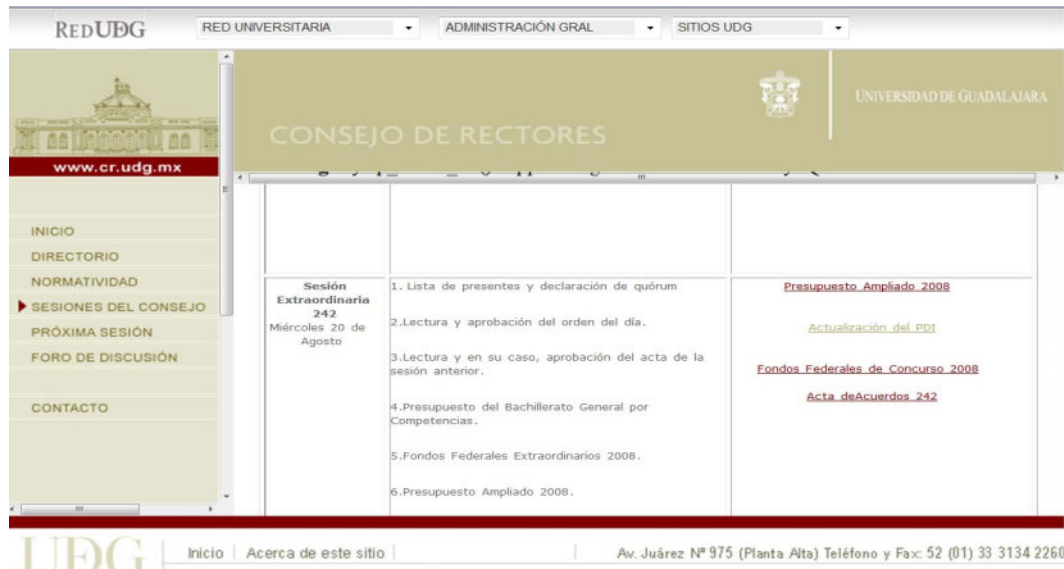 REDUDG
RED UNIVERSITARIA
ADMINISTRACIÓN GRAL
SITIOS UDG
CONSEJO DE RECTORES
UNIVERSIDAD DE GUADALAJARA
www.cr.udg.mx
INICIO
DIRECTORIO
NORMATIVIDAD
SESIONES DEL CONSEJO
PRÓXIMA SESIÓN
FORO DE DISCUSIÓN
CONTACTO
Sesión
Extraordinaria
242
Miércoles 20 de
Agosto
1. Lista de presentes y declaración de quórum
2.Lectura y aprobación del orden del día.
3.Lectura y en su caso, aprobación del acta de la
sesión anterior.
4.Presupuesto del Bachillerato General por
Competencias.
5.Fondos Federales Extraordinarios 2008.
6.Presupuesto Ampliado 2008.
Presupuesto Ampliado 2008
Actualización del PDI
Fondos Federales de Concurso 2008
Acta deAcuerdos 242
UDG
Inicio | Acerca de este sitio |
Av. Juárez Nº 975 (Planta Alta) Teléfono y Fax: 52 (01) 33 3134 2260